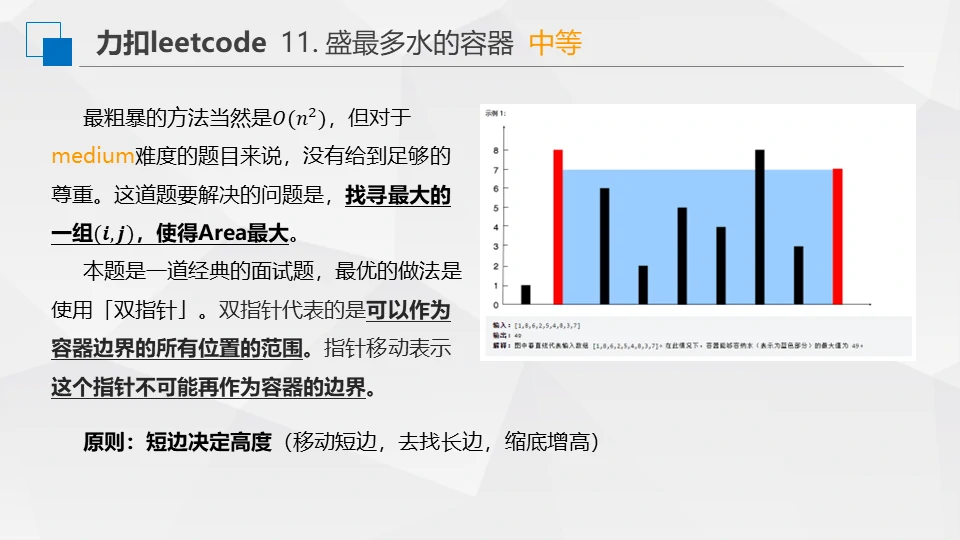 力扣leetcode 11. 盛最多水的容器 中等
最粗暴的方法当然是O(n²)，但对于
medium难度的题目来说，没有给到足够的
尊重。这道题要解决的问题是，找寻最大的
一组(i,j)，使得Area最大。
本题是一道经典的面试题，最优的做法是
使用「双指针」。双指针代表的是可以作为
容器边界的所有位置的范围。指针移动表示
这个指针不可能再作为容器的边界。
原则：短边决定高度（移动短边，去找长边，缩底增高）
示例 1：
8
7
6
5
4
3
2
1
0
输入：[1,8,6,2,5,4,8,3,7]
输出：49
解释：图中垂直线代表输入数组 [1,8,6,2,5,4,8,3,7]。在此情况下，容器能够容纳水（表示为蓝色部分）的最大值为 49。